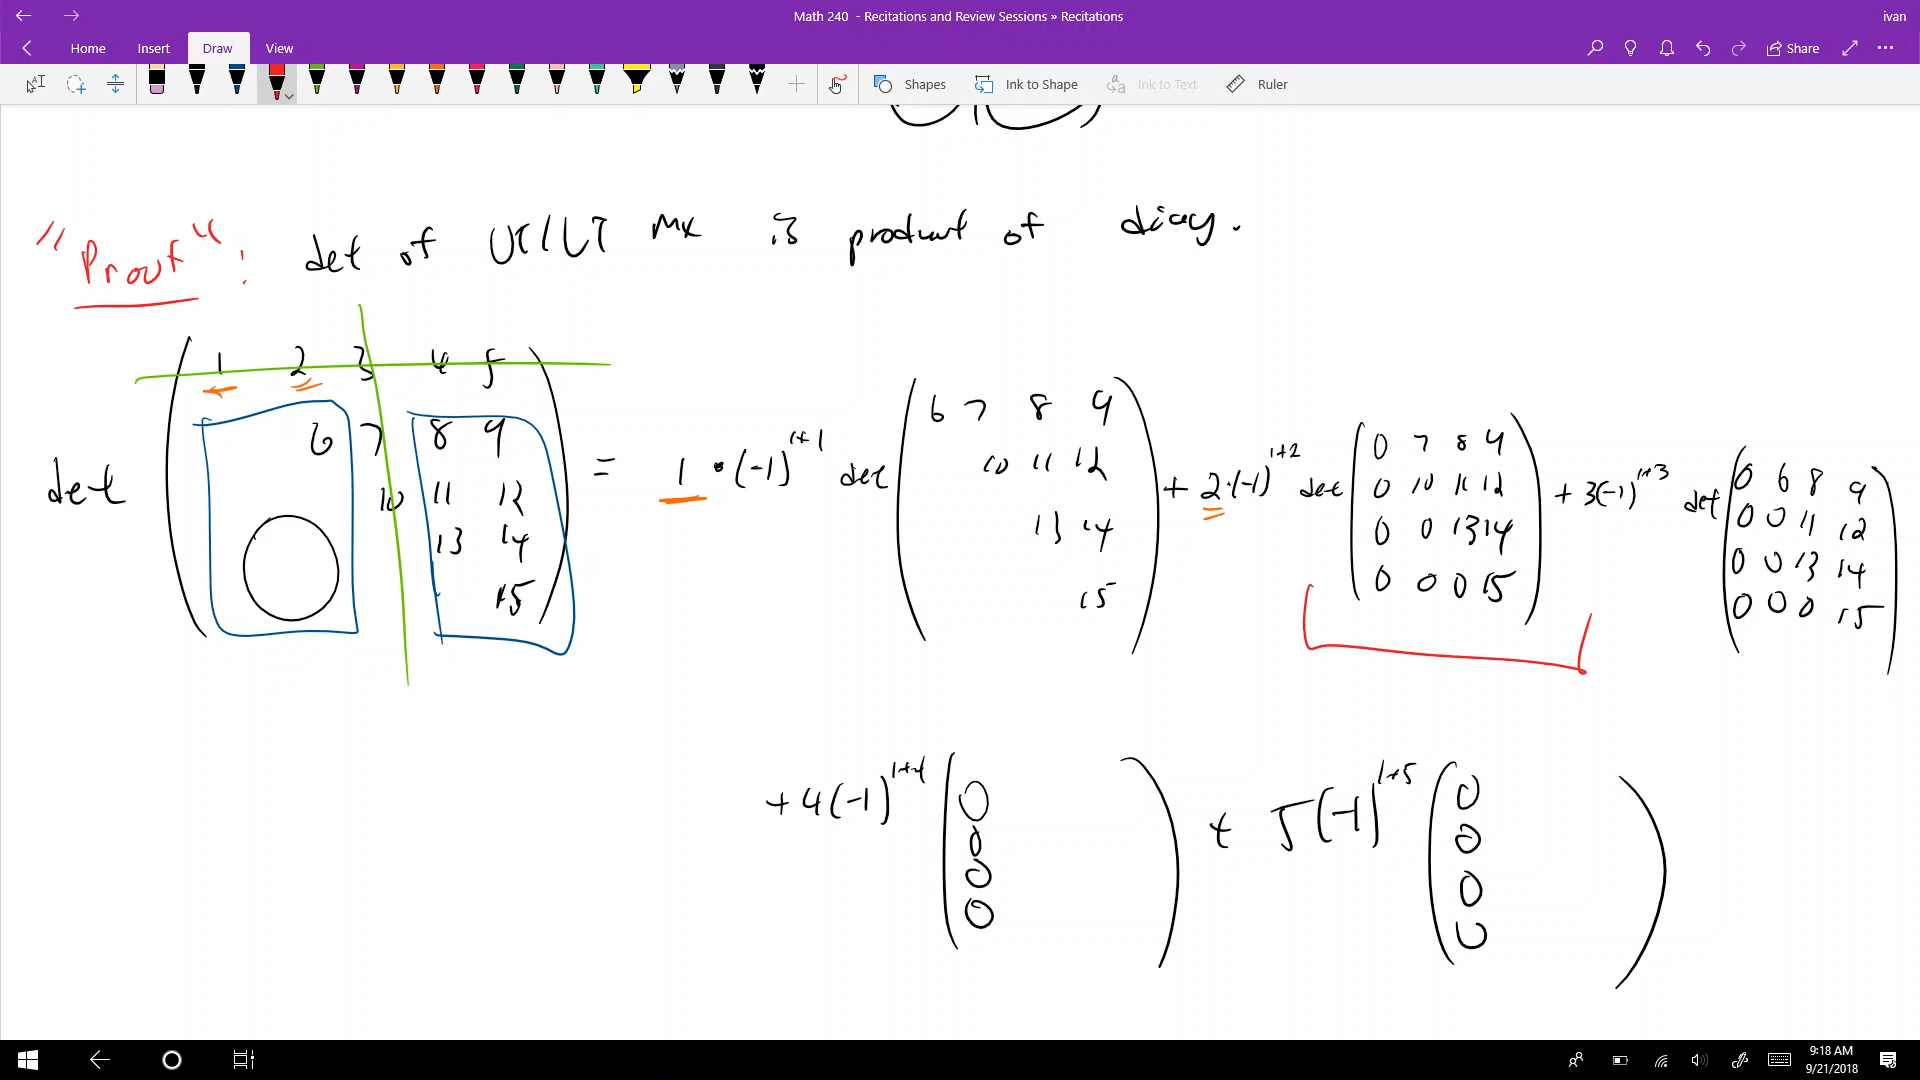 Math 240 - Recitations and Review Sessions » Recitations
ivan
Home Insert Draw View
Share
Shapes Ink to Shape Ink to Text Ruler
"Proof" : det of UT/LT Mx is product of diag.
det ( 1 2 3 4 5
6 7 8 9
10 11 12
13 14
15 )
= 1 · (-1)^1+1 det ( 6 7 8 9
10 11 12
13 14
15 )
+ 2·(-1)^1+2 det ( 0 7 8 9
0 10 11 12
0 0 13 14
0 0 0 15 )
+ 3(-1)^1+3 det ( 0 6 8 9
0 0 11 12
0 0 13 14
0 0 0 15 )
+ 4(-1)^1+4 ( 0
0
0
0 )
+ 5(-1)^1+5 ( 0
0
0
0 )
9:18 AM
9/21/2018